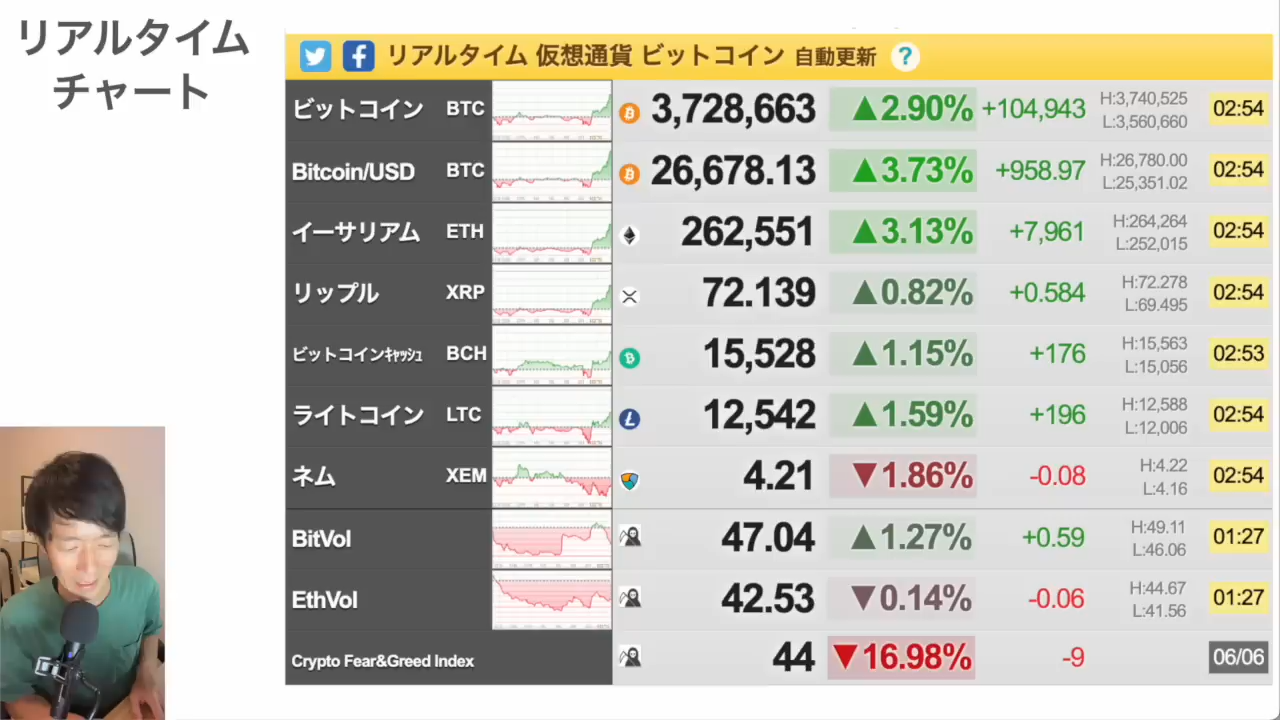 リアルタイム
チャート
リアルタイム 仮想通貨 ビットコイン 自動更新 ?
ビットコイン BTC 3,728,663 ▲2.90% +104,943 H:3,740,525 L:3,560,660 02:54
Bitcoin/USD BTC 26,678.13 ▲3.73% +958.97 H:26,780.00 L:25,351.02 02:54
イーサリアム ETH 262,551 ▲3.13% +7,961 H:264,264 L:252,015 02:54
リップル XRP 72.139 ▲0.82% +0.584 H:72.278 L:69.495 02:54
ビットコインキャッシュ BCH 15,528 ▲1.15% +176 H:15,563 L:15,056 02:53
ライトコイン LTC 12,542 ▲1.59% +196 H:12,588 L:12,006 02:54
ネム XEM 4.21 ▼1.86% -0.08 H:4.22 L:4.16 02:54
BitVol 47.04 ▲1.27% +0.59 H:49.11 L:46.06 01:27
EthVol 42.53 ▼0.14% -0.06 H:44.67 L:41.56 01:27
Crypto Fear&Greed Index 44 ▼16.98% -9 06/06